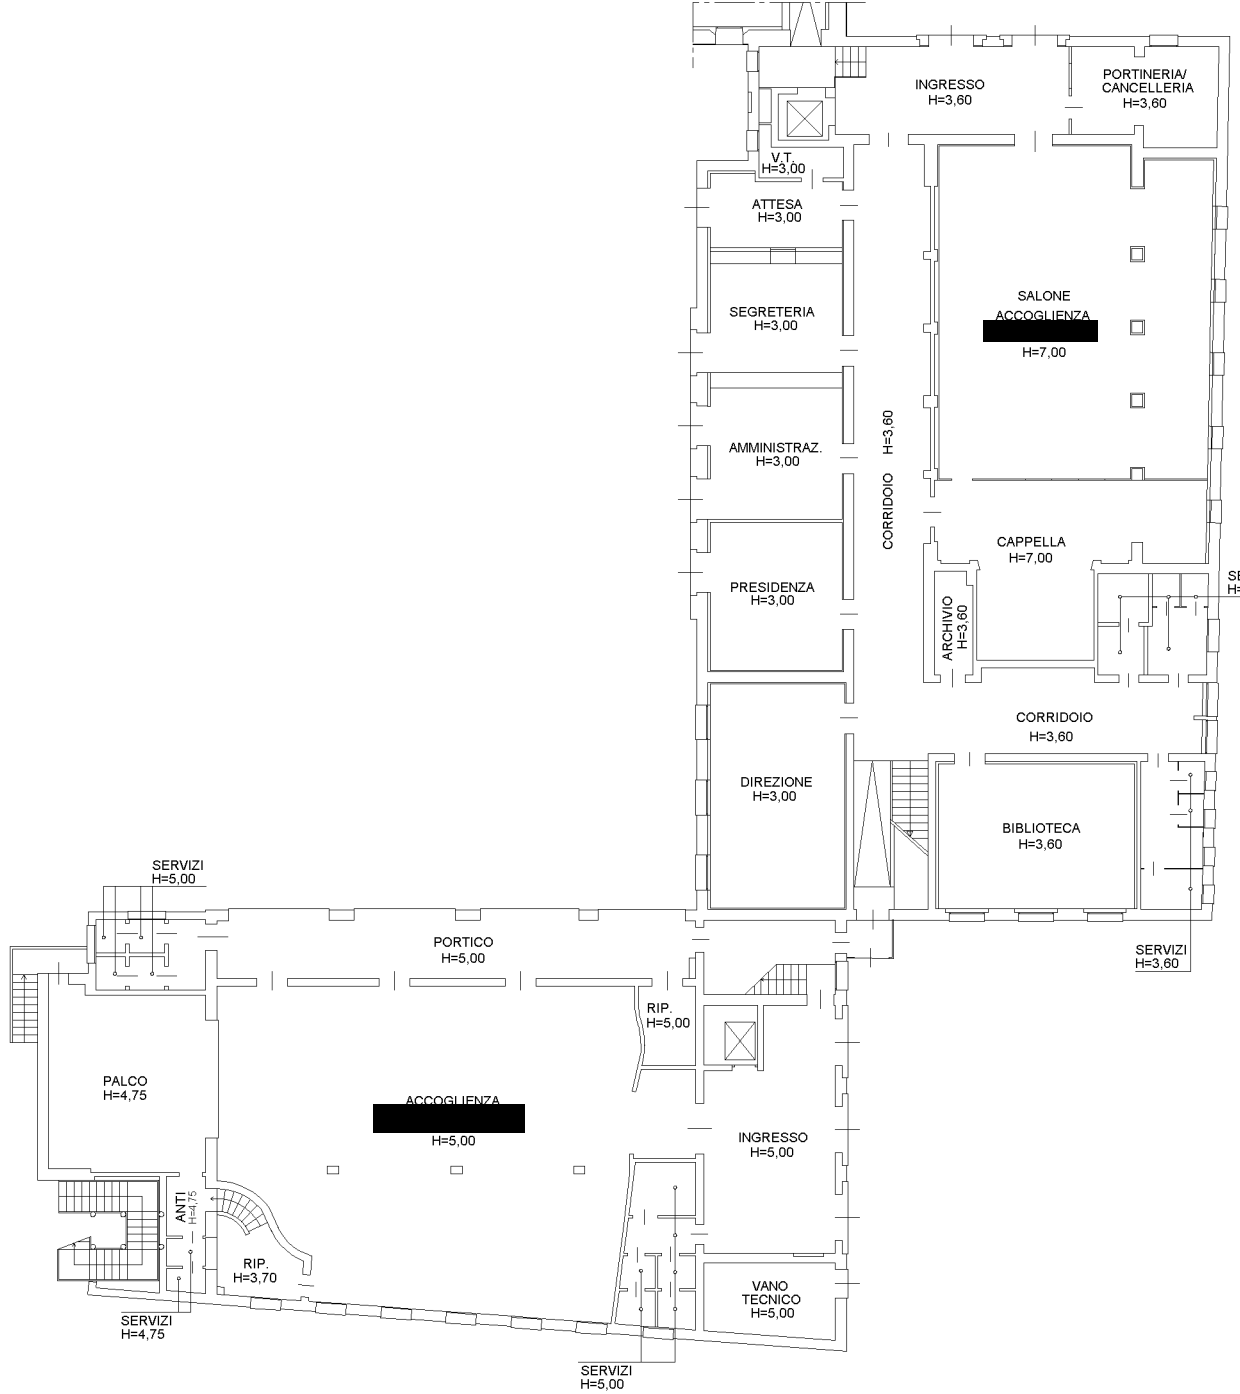 INGRESSO
H=3,60
PORTINERIA/
CANCELLERIA
H=3,60
V.T.
H=3,00
ATTESA
H=3,00
SEGRETERIA
H=3,00
SALONE
ACCOGLIENZA
H=7,00
AMMINISTRAZ.
H=3,00
CORRIDOIO H=3,60
CAPPELLA
H=7,00
PRESIDENZA
H=3,00
ARCHIVIO
H=3,60
SE
H=
CORRIDOIO
H=3,60
DIREZIONE
H=3,00
BIBLIOTECA
H=3,60
SERVIZI
H=5,00
PORTICO
H=5,00
SERVIZI
H=3,60
RIP.
H=5,00
PALCO
H=4,75
ACCOGLIENZA
H=5,00
INGRESSO
H=5,00
ANTI
H=4,75
RIP.
H=3,70
VANO
TECNICO
H=5,00
SERVIZI
H=4,75
SERVIZI
H=5,00